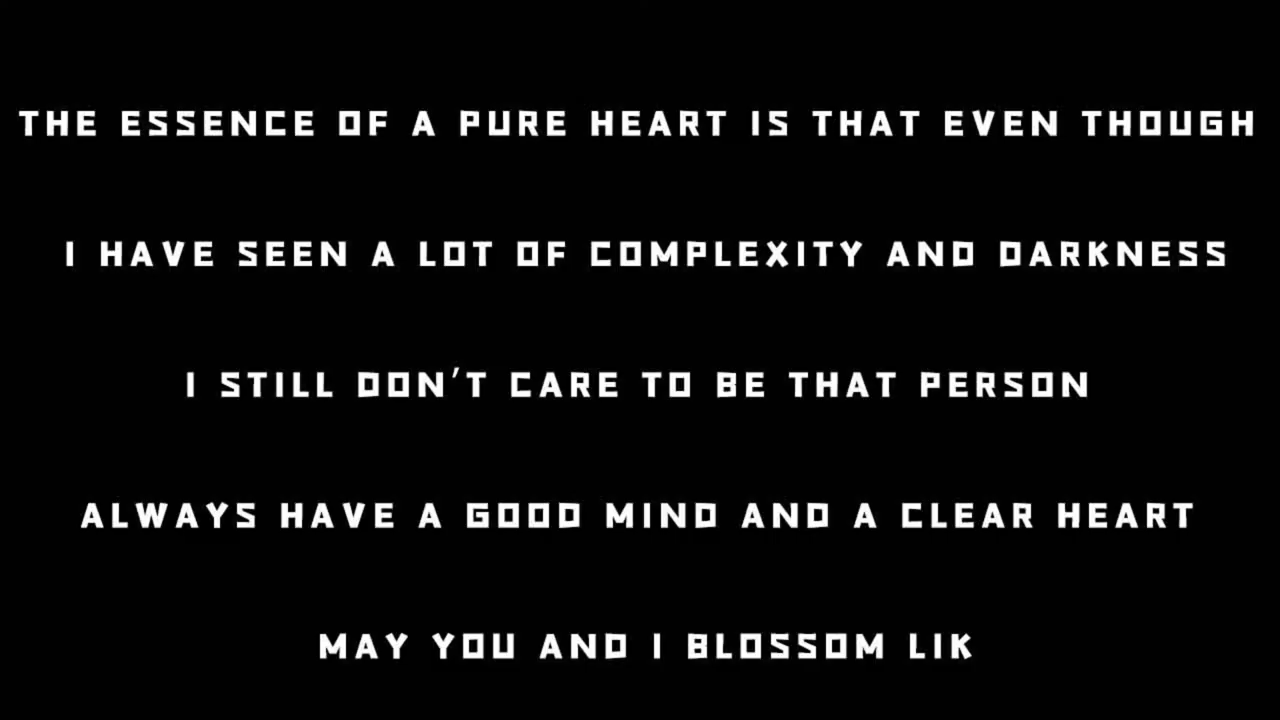 THE ESSENCE OF A PURE HEART IS THAT EVEN THOUGH
I HAVE SEEN A LOT OF COMPLEXITY AND DARKNESS
I STILL DON'T CARE TO BE THAT PERSON
ALWAYS HAVE A GOOD MIND AND A CLEAR HEART
MAY YOU AND I BLOSSOM LIK